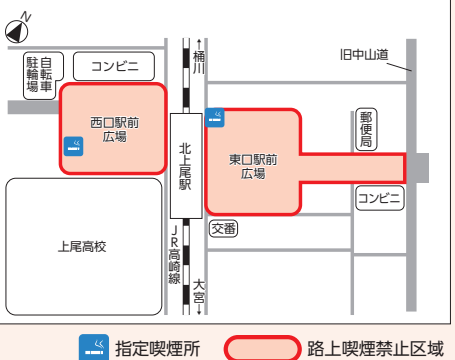 N
自転車
駐輪場
コンビニ
↑桶川
旧中山道
西口駅前
広場
北上尾駅
東口駅前
広場
郵便局
コンビニ
交番
上尾高校
JR高崎線
大宮↓
指定喫煙所
路上喫煙禁止区域